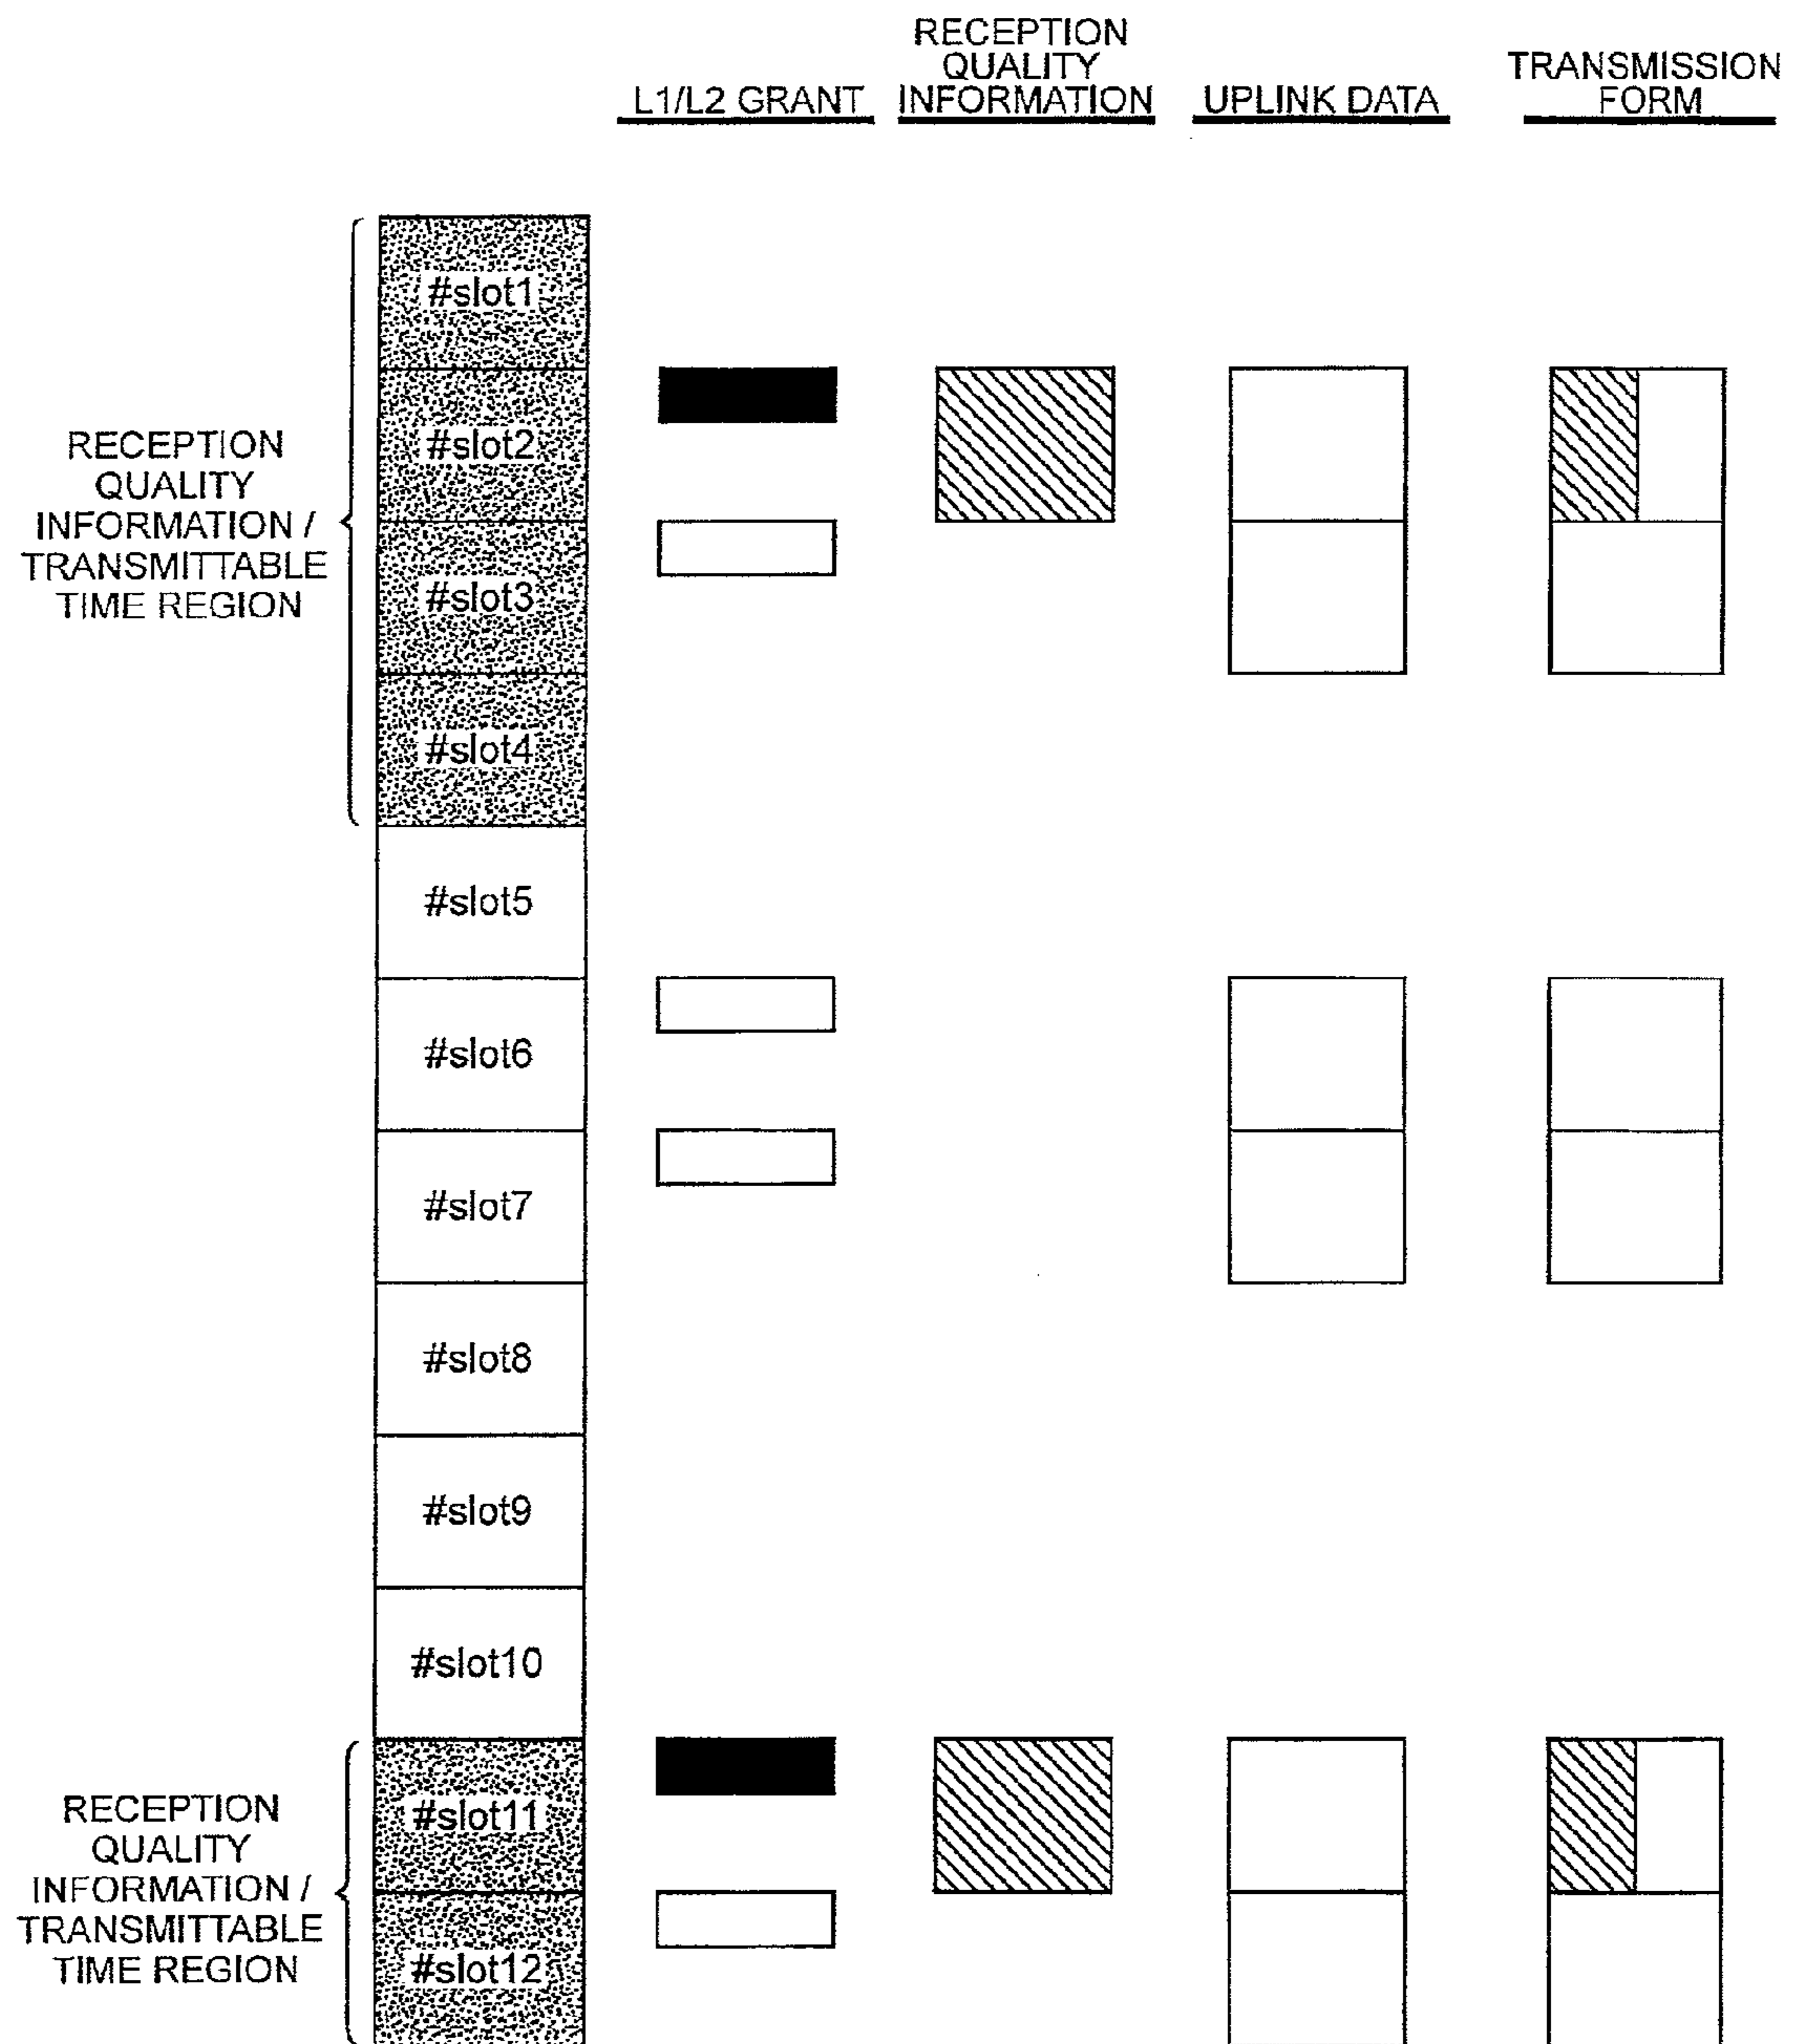 RECEPTION
QUALITY
INFORMATION
L1/L2 GRANT
UPLINK DATA
TRANSMISSION
FORM
#slot1
#slot2
#slot3
#slot4
RECEPTION
QUALITY
INFORMATION /
TRANSMITTABLE
TIME REGION
#slot5
#slot6
#slot7
#slot8
#slot9
#slot10
#slot11
#slot12
RECEPTION
QUALITY
INFORMATION /
TRANSMITTABLE
TIME REGION